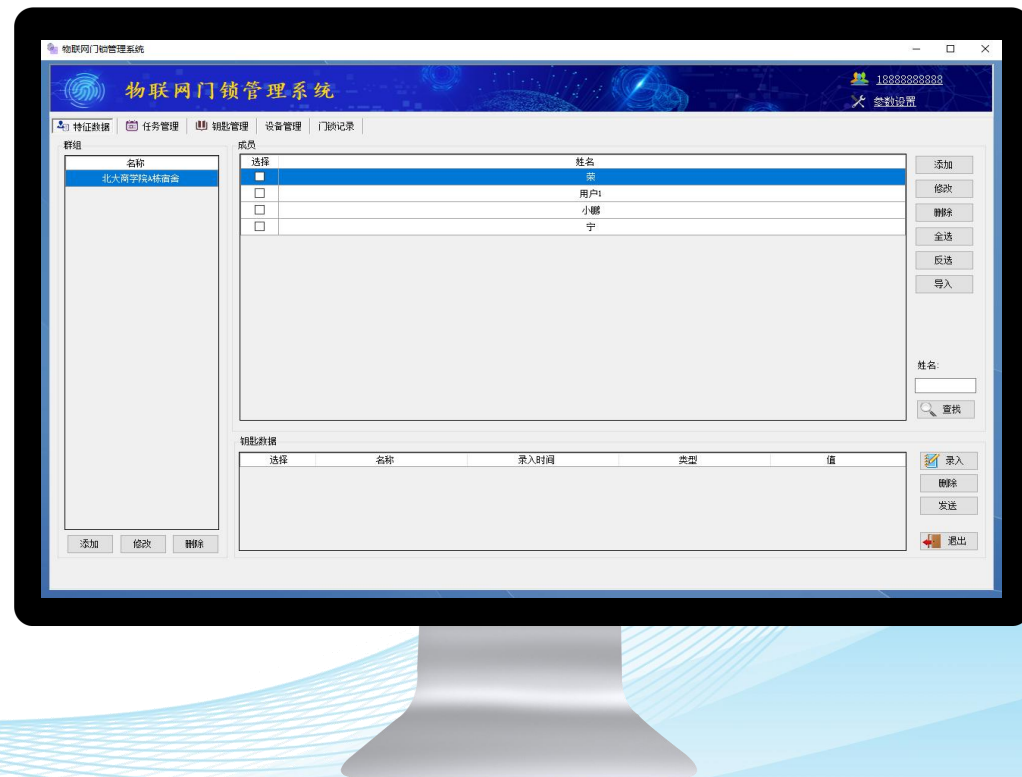 物联网门锁管理系统
物联网门锁管理系统
18888888888
参数设置
特征数据 任务管理 钥匙管理 设备管理 门锁记录
群组
成员
名称
选择 姓名
北大商学院A栋宿舍
荣
用户1
小鹏
宁
添加
修改
删除
全选
反选
导入
姓名:
查找
钥匙数据
选择 名称 录入时间 类型 值
录入
删除
发送
退出
添加 修改 删除